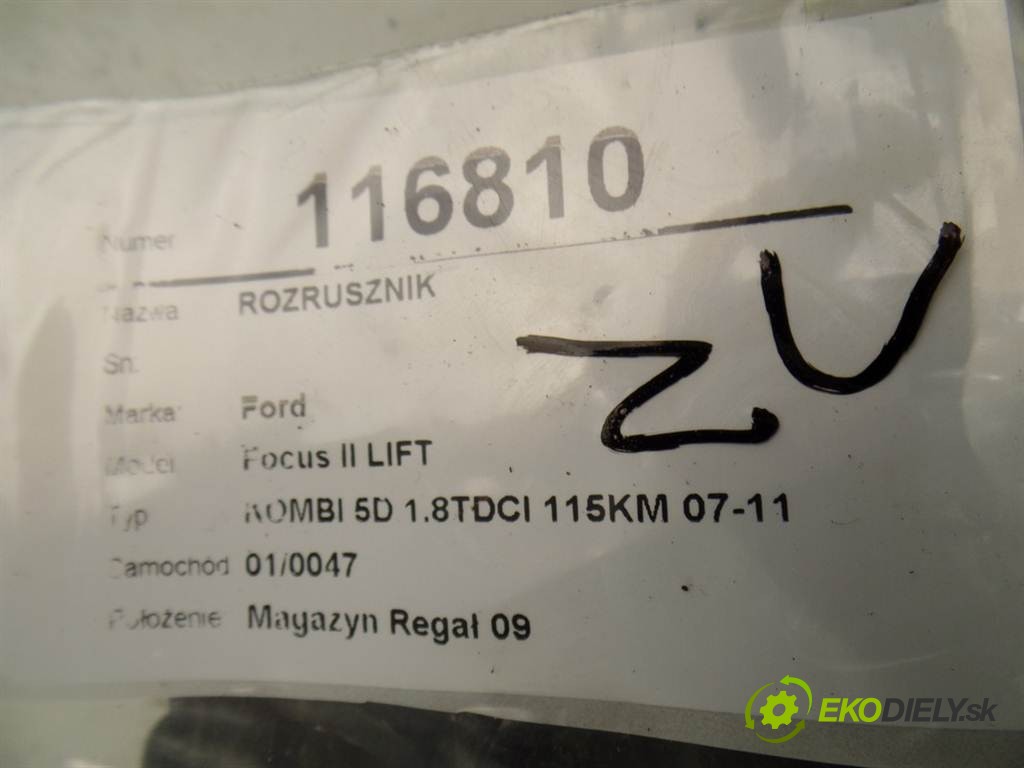 Numer 116810
Nazwa ROZRUSZNIK
Sn.
Marka: Ford
Model Focus II LIFT
Typ KOMBI 5D 1.8TDCI 115KM 07-11
Samochód 01/0047
Położenie Magazyn Regał 09
ZU
EKODIELY.sk